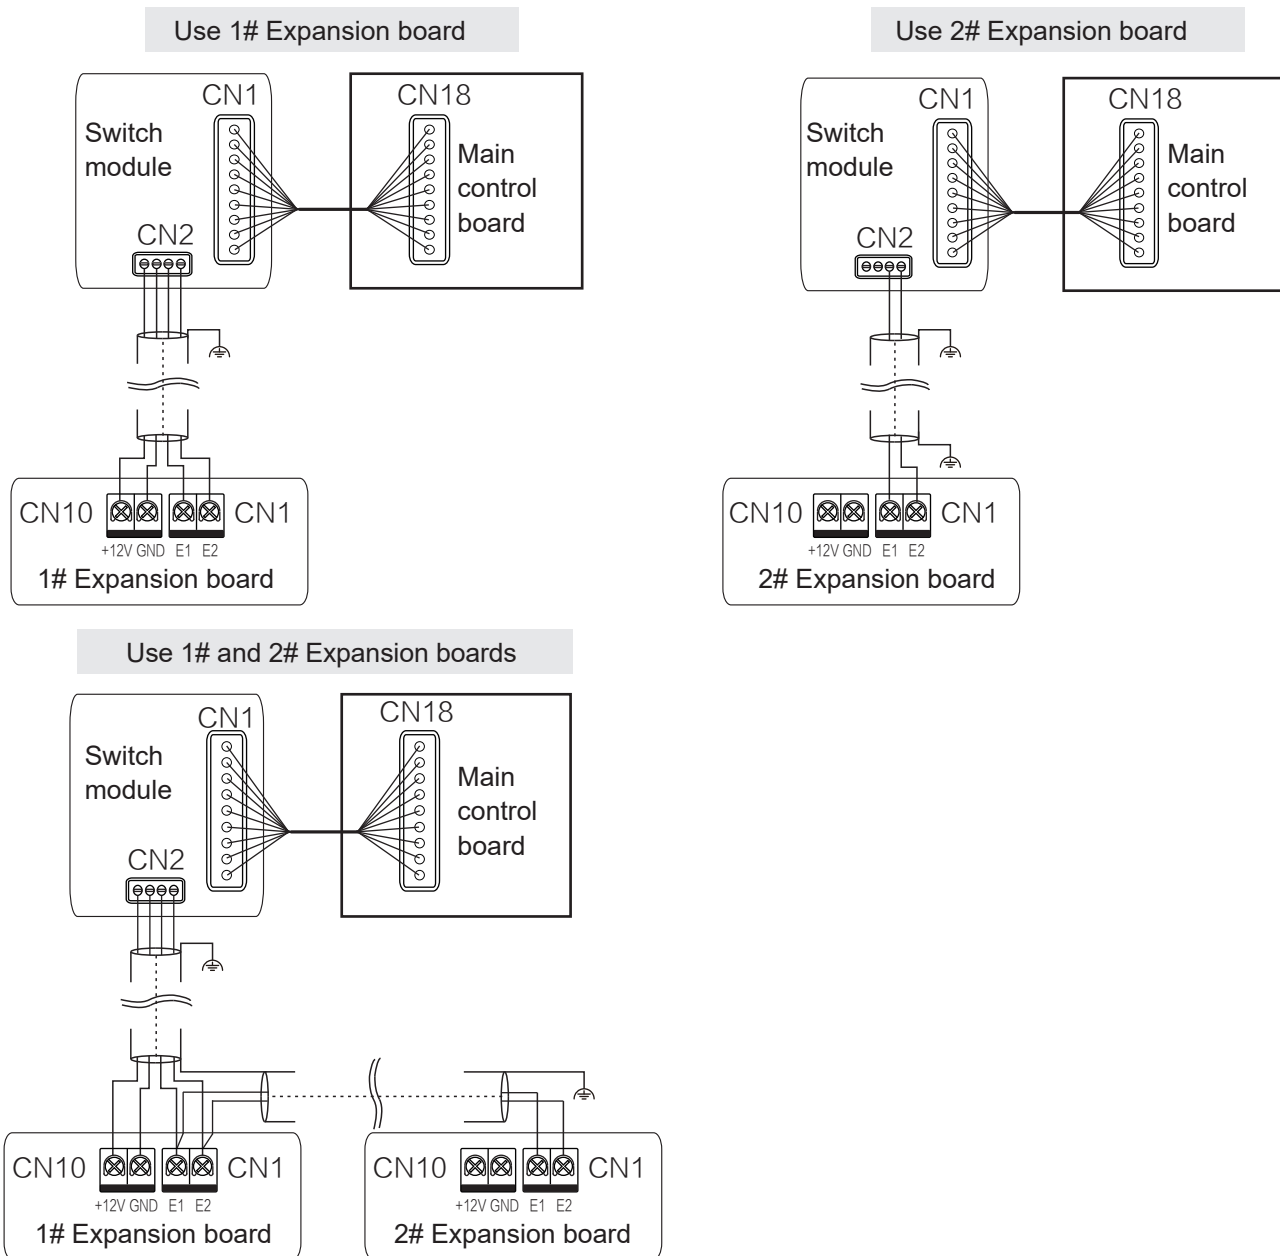 Use 1# Expansion board
CN1
CN18
Switch
module
Main
control
board
CN2
CN10
CN1
+12V GND E1 E2
1# Expansion board
Use 2# Expansion board
CN1
CN18
Switch
module
Main
control
board
CN2
CN10
CN1
+12V GND E1 E2
2# Expansion board
Use 1# and 2# Expansion boards
CN1
CN18
Switch
module
Main
control
board
CN2
CN10
CN1
+12V GND E1 E2
1# Expansion board
CN10
CN1
+12V GND E1 E2
2# Expansion board